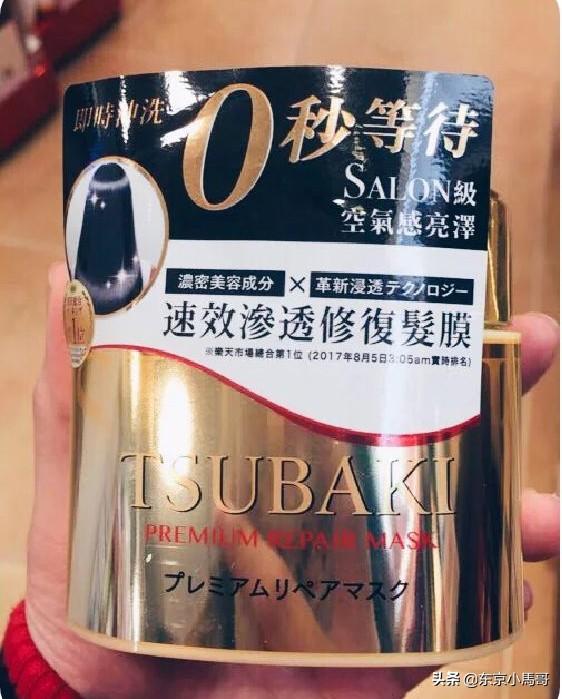 即時沖洗
0秒等待
SALON級
空氣感亮澤
濃密美容成分×革新浸透テクノロジー
速效滲透修復髮膜
※樂天市場總合第1位 (2017年8月5日3:05am實時排名)
TSUBAKI
PREMIUM REPAIR MASK
プレミアムリペアマスク
头条 @东京小馬哥